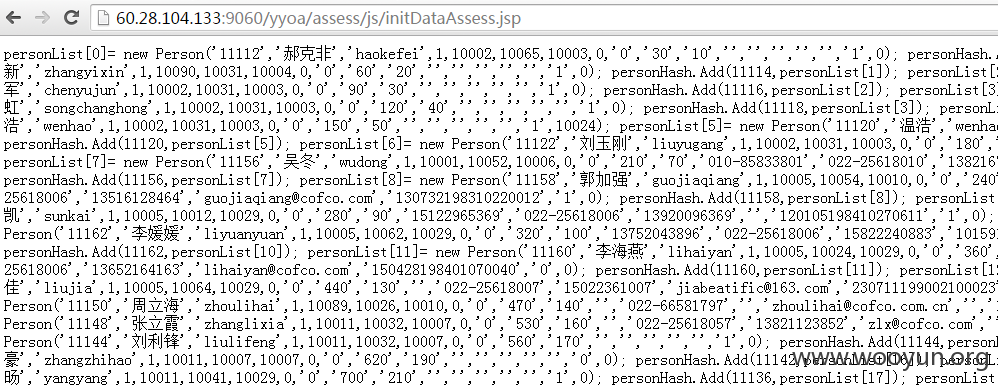 60.28.104.133:9060/yyoa/assess/js/initDataAssess.jsp
personList[0]= new Person('11112','郝克非','haokefei',1,10002,10065,10003,0,'0','30','10','','','','','','1',0); personHash.Add(11112,personList[0]); personList[1]=
新','zhangyixin',1,10090,10031,10004,0,'0','60','20','','','','','','1',0); personHash.Add(11114,personList[1]); personList[2
军','chenyujun',1,10002,10031,10003,0,'0','90','30','','','','','','1',0); personHash.Add(11116,personList[2]); personList[3]
虹','songchanghong',1,10002,10031,10003,0,'0','120','40','','','','','','1',0); personHash.Add(11118,personList[3]);
浩','wenhao',1,10002,10031,10003,0,'0','150','50','','','','','','1',10024); personList[5]= new Person('11120','温浩','wenhao
personHash.Add(11120,personList[5]); personList[6]= new Person('11122','刘玉刚','liuyugang',1,10002,10031,10003,0,'0','180','
personList[7]= new Person('11156','吴冬','wudong',1,10001,10052,10006,0,'0','210','70','010-85833801','022-25618010','138216
personHash.Add(11156,personList[7]); personList[8]= new Person('11158','郭加强','guojiaqiang',1,10005,10054,10010,0,'0','240
25618006','13516128464','guojiaqiang@cofco.com','130732198310220012','1',0); personHash.Add(11158,personList[8]);
凯','sunkai',1,10005,10012,10029,0,'0','280','90','15122965369','022-25618006','13920096369','','120105198410270611','1',0);
Person('11162','李媛媛','liyuanyuan',1,10005,10062,10029,0,'0','320','100','13752043896','022-25618006','15822240883','101591
personHash.Add(11162,personList[10]); personList[11]= new Person('11160','李海燕','lihaiyan',1,10005,10024,10029,0,'0','360
25618006','13652164163','lihaiyan@cofco.com','150428198401070040','0',0); personHash.Add(11160,personList[11]);
佳','liujia',1,10005,10064,10029,0,'0','440','130','','022-25618007','15022361007','jiabeatific@163.com','230711199002100023'
Person('11150','周立海','zhoulihai',1,10089,10026,10010,0,'0','470','140','','022-66581797','','zhoulihai@cofco.com.cn','','
Person('11148','张立霞','zhanglixia',1,10011,10032,10007,0,'0','530','160','','022-25618057','13821123852','zlx@cofco.com','
Person('11144','刘利锋','liulifeng',1,10011,10032,10007,0,'0','560','170','','','','','','1',0); personHash.Add(11144,person
豪','zhangzhihao',1,10011,10007,10007,0,'0','620','190','','','','','','0',0); personHash.Add(11142,
旸','yangyang',1,10011,10041,10029,0,'0','700','210','','','','','','1',0); personHash.Add(11136,personList[17]);
www.wooyun.org